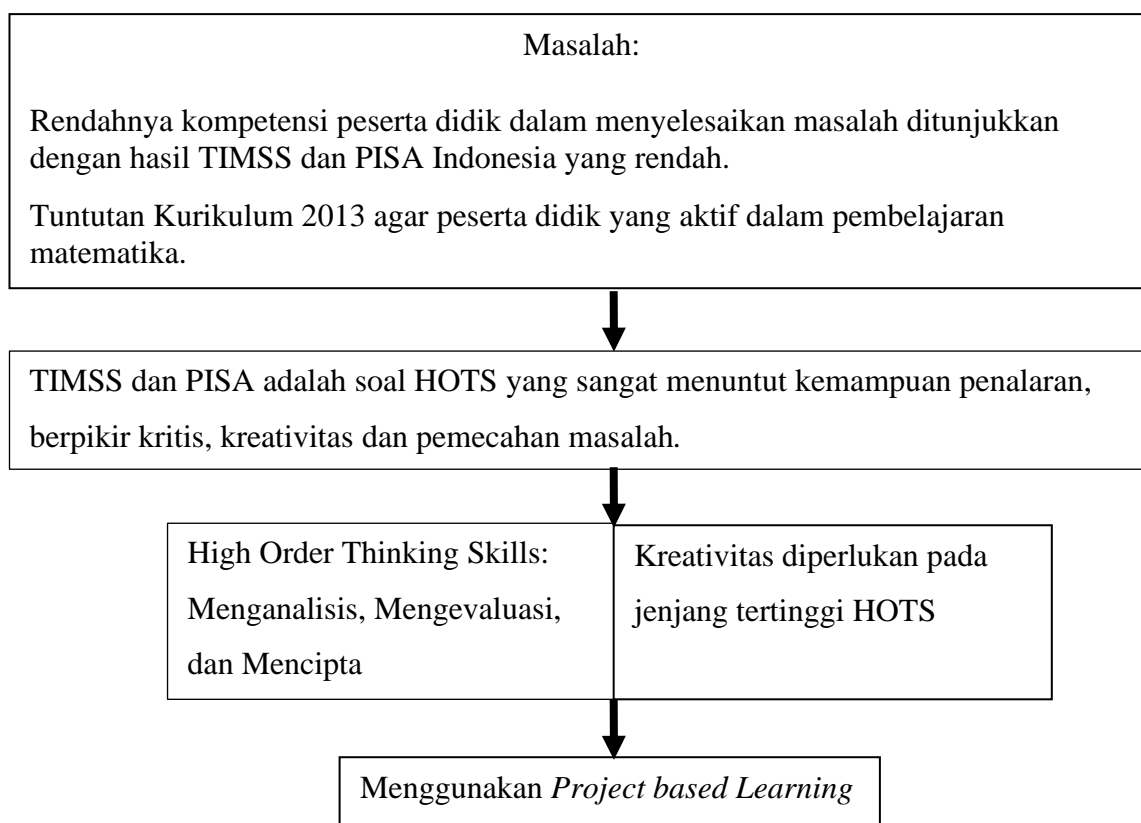 Masalah:
Rendahnya kompetensi peserta didik dalam menyelesaikan masalah ditunjukkan
dengan hasil TIMSS dan PISA Indonesia yang rendah.
Tuntutan Kurikulum 2013 agar peserta didik yang aktif dalam pembelajaran
matematika.
TIMSS dan PISA adalah soal HOTS yang sangat menuntut kemampuan penalaran,
berpikir kritis, kreativitas dan pemecahan masalah.
High Order Thinking Skills:
Menganalisis, Mengevaluasi,
dan Mencipta
Kreativitas diperlukan pada
jenjang tertinggi HOTS
Menggunakan Project based Learning